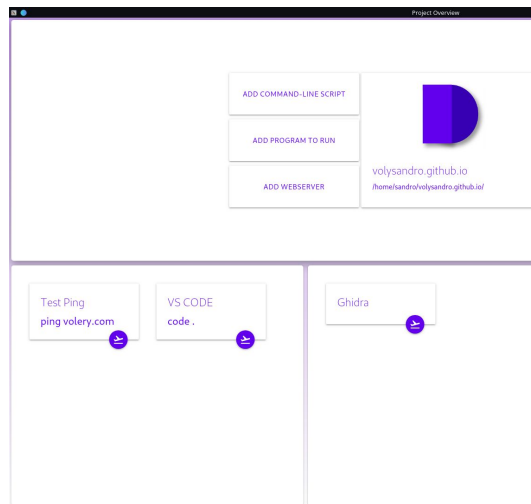 Project Overview
ADD COMMAND-LINE SCRIPT
ADD PROGRAM TO RUN
ADD WEBSERVER
volysandro.github.io
/home/sandro/volysandro.github.io/
Test Ping
ping volery.com
VS CODE
code .
Ghidra